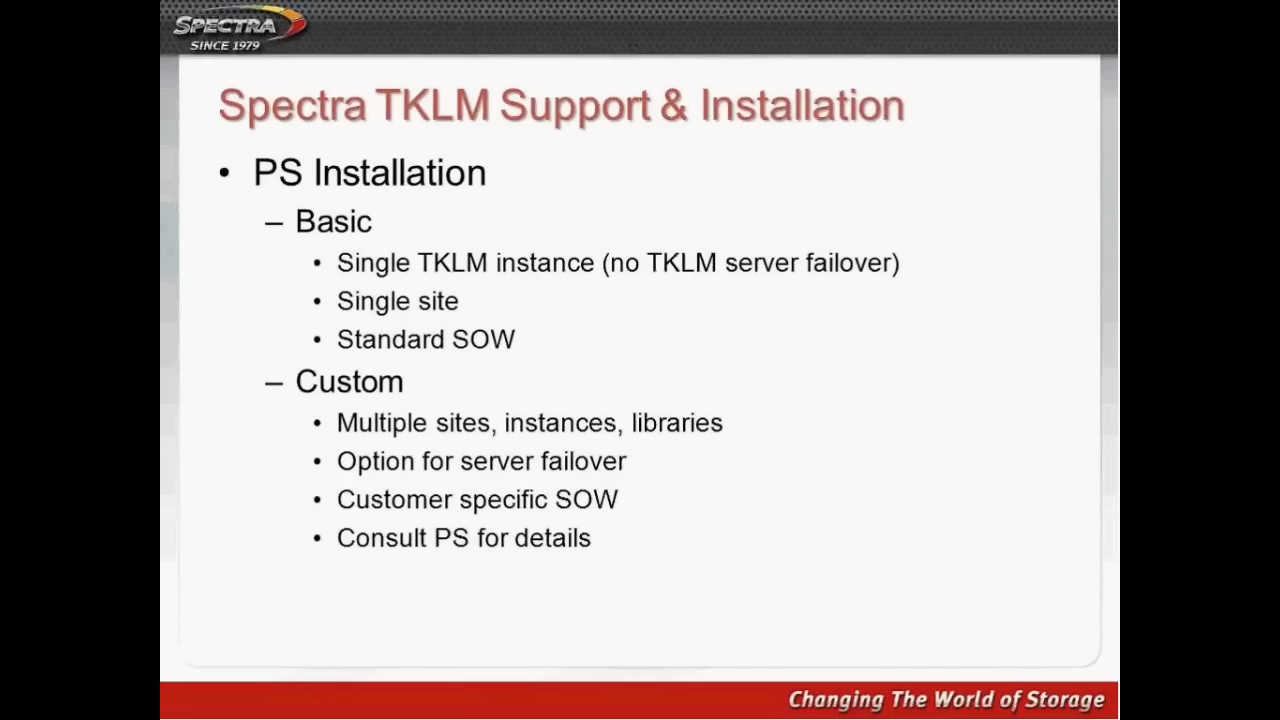 SPECTRA
SINCE 1979
Spectra TKLM Support & Installation
• PS Installation
– Basic
• Single TKLM instance (no TKLM server failover)
• Single site
• Standard SOW
– Custom
• Multiple sites, instances, libraries
• Option for server failover
• Customer specific SOW
• Consult PS for details
Changing The World of Storage